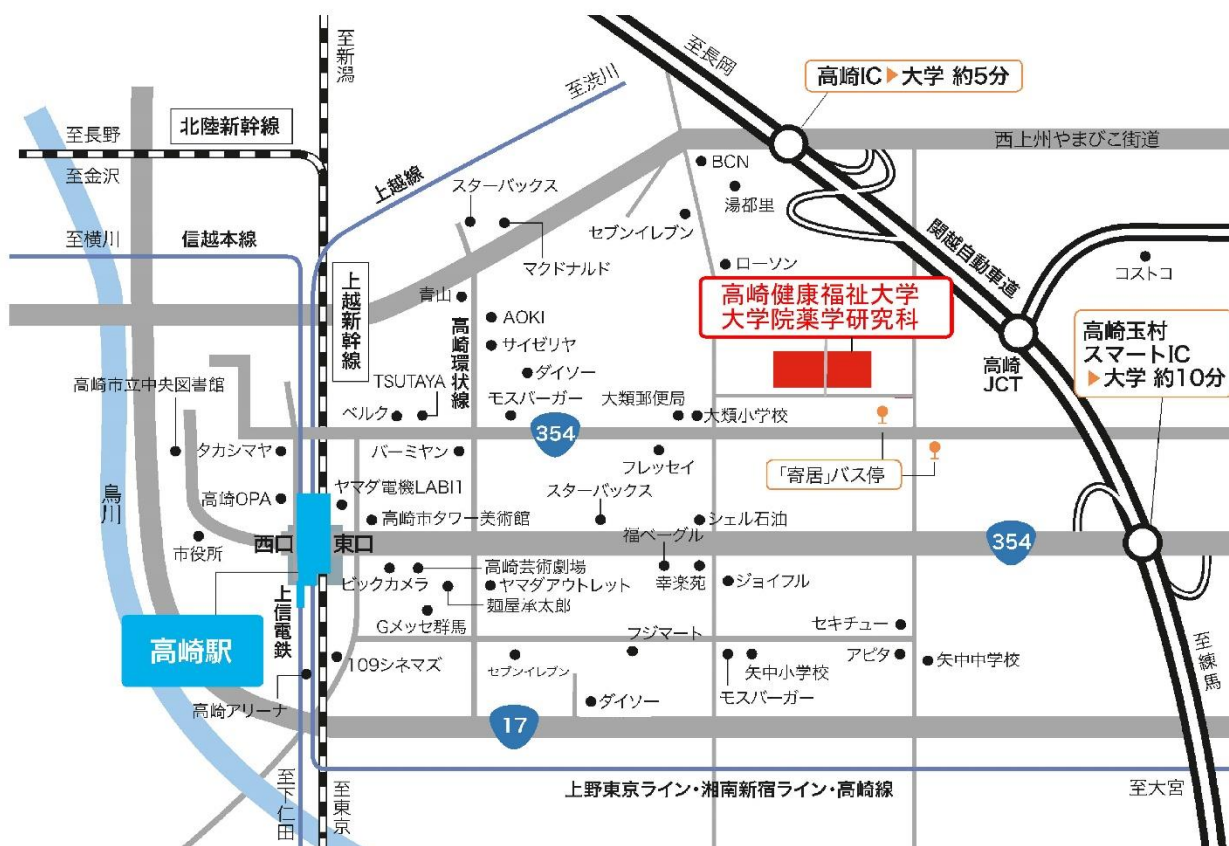 至新潟
至長岡
高崎IC▶大学 約5分
至渋川
北陸新幹線
至長野
至金沢
西上州やまびこ街道
BCN
湯都里
上越線
スターバックス
セブンイレブン
マクドナルド
至横川
信越本線
関越自動車道
コストコ
ローソン
上越新幹線
青山
高崎環状線
AOKI
サイゼリヤ
高崎健康福祉大学
大学院薬学研究科
高崎
JCT
高崎玉村
スマートIC
▶大学 約10分
高崎市立中央図書館
TSUTAYA
ダイソー
ベルク
モスバーガー
大類郵便局
大類小学校
354
タカシマヤ
バーミヤン
フレッセイ
「寄居」バス停
烏川
高崎OPA
ヤマダ電機LABI1
スターバックス
高崎市タワー美術館
シェル石油
市役所
西口
東口
福ベーグル
354
ビックカメラ
高崎芸術劇場
ヤマダアウトレット
幸楽苑
ジョイフル
麺屋承太郎
上信電鉄
Gメッセ群馬
フジマート
セキチュー
高崎駅
109シネマズ
セブンイレブン
矢中小学校
アピタ
矢中中学校
至練馬
モスバーガー
高崎アリーナ
ダイソー
17
至下仁田
至東京
上野東京ライン・湘南新宿ライン・高崎線
至大宮